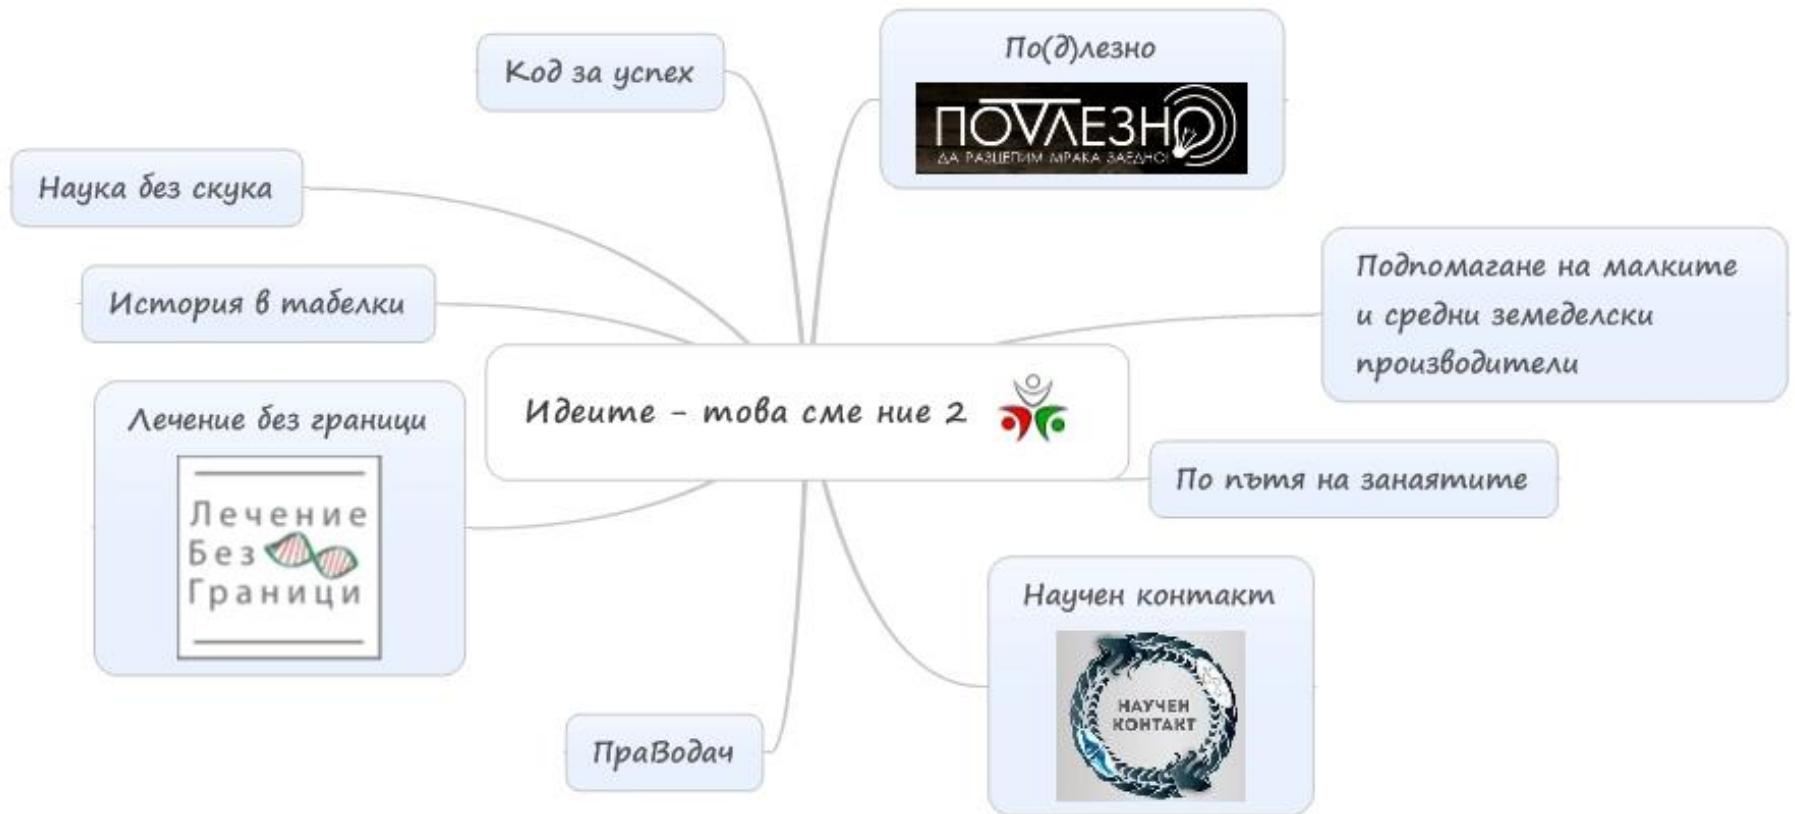 Код за успех
По(д)лезно
ПОДЛЕЗНО
ДА РАЗЦЕПИМ МРАКА ЗАЕДНО!
Наука без скука
История в табелки
Подпомагане на малките
и средни земеделски
производители
Идеите - това сме ние 2
Лечение без граници
Лечение
Без
Граници
По пътя на занаятите
Научен контакт
НАУЧЕН
КОНТАКТ
ПраВодач